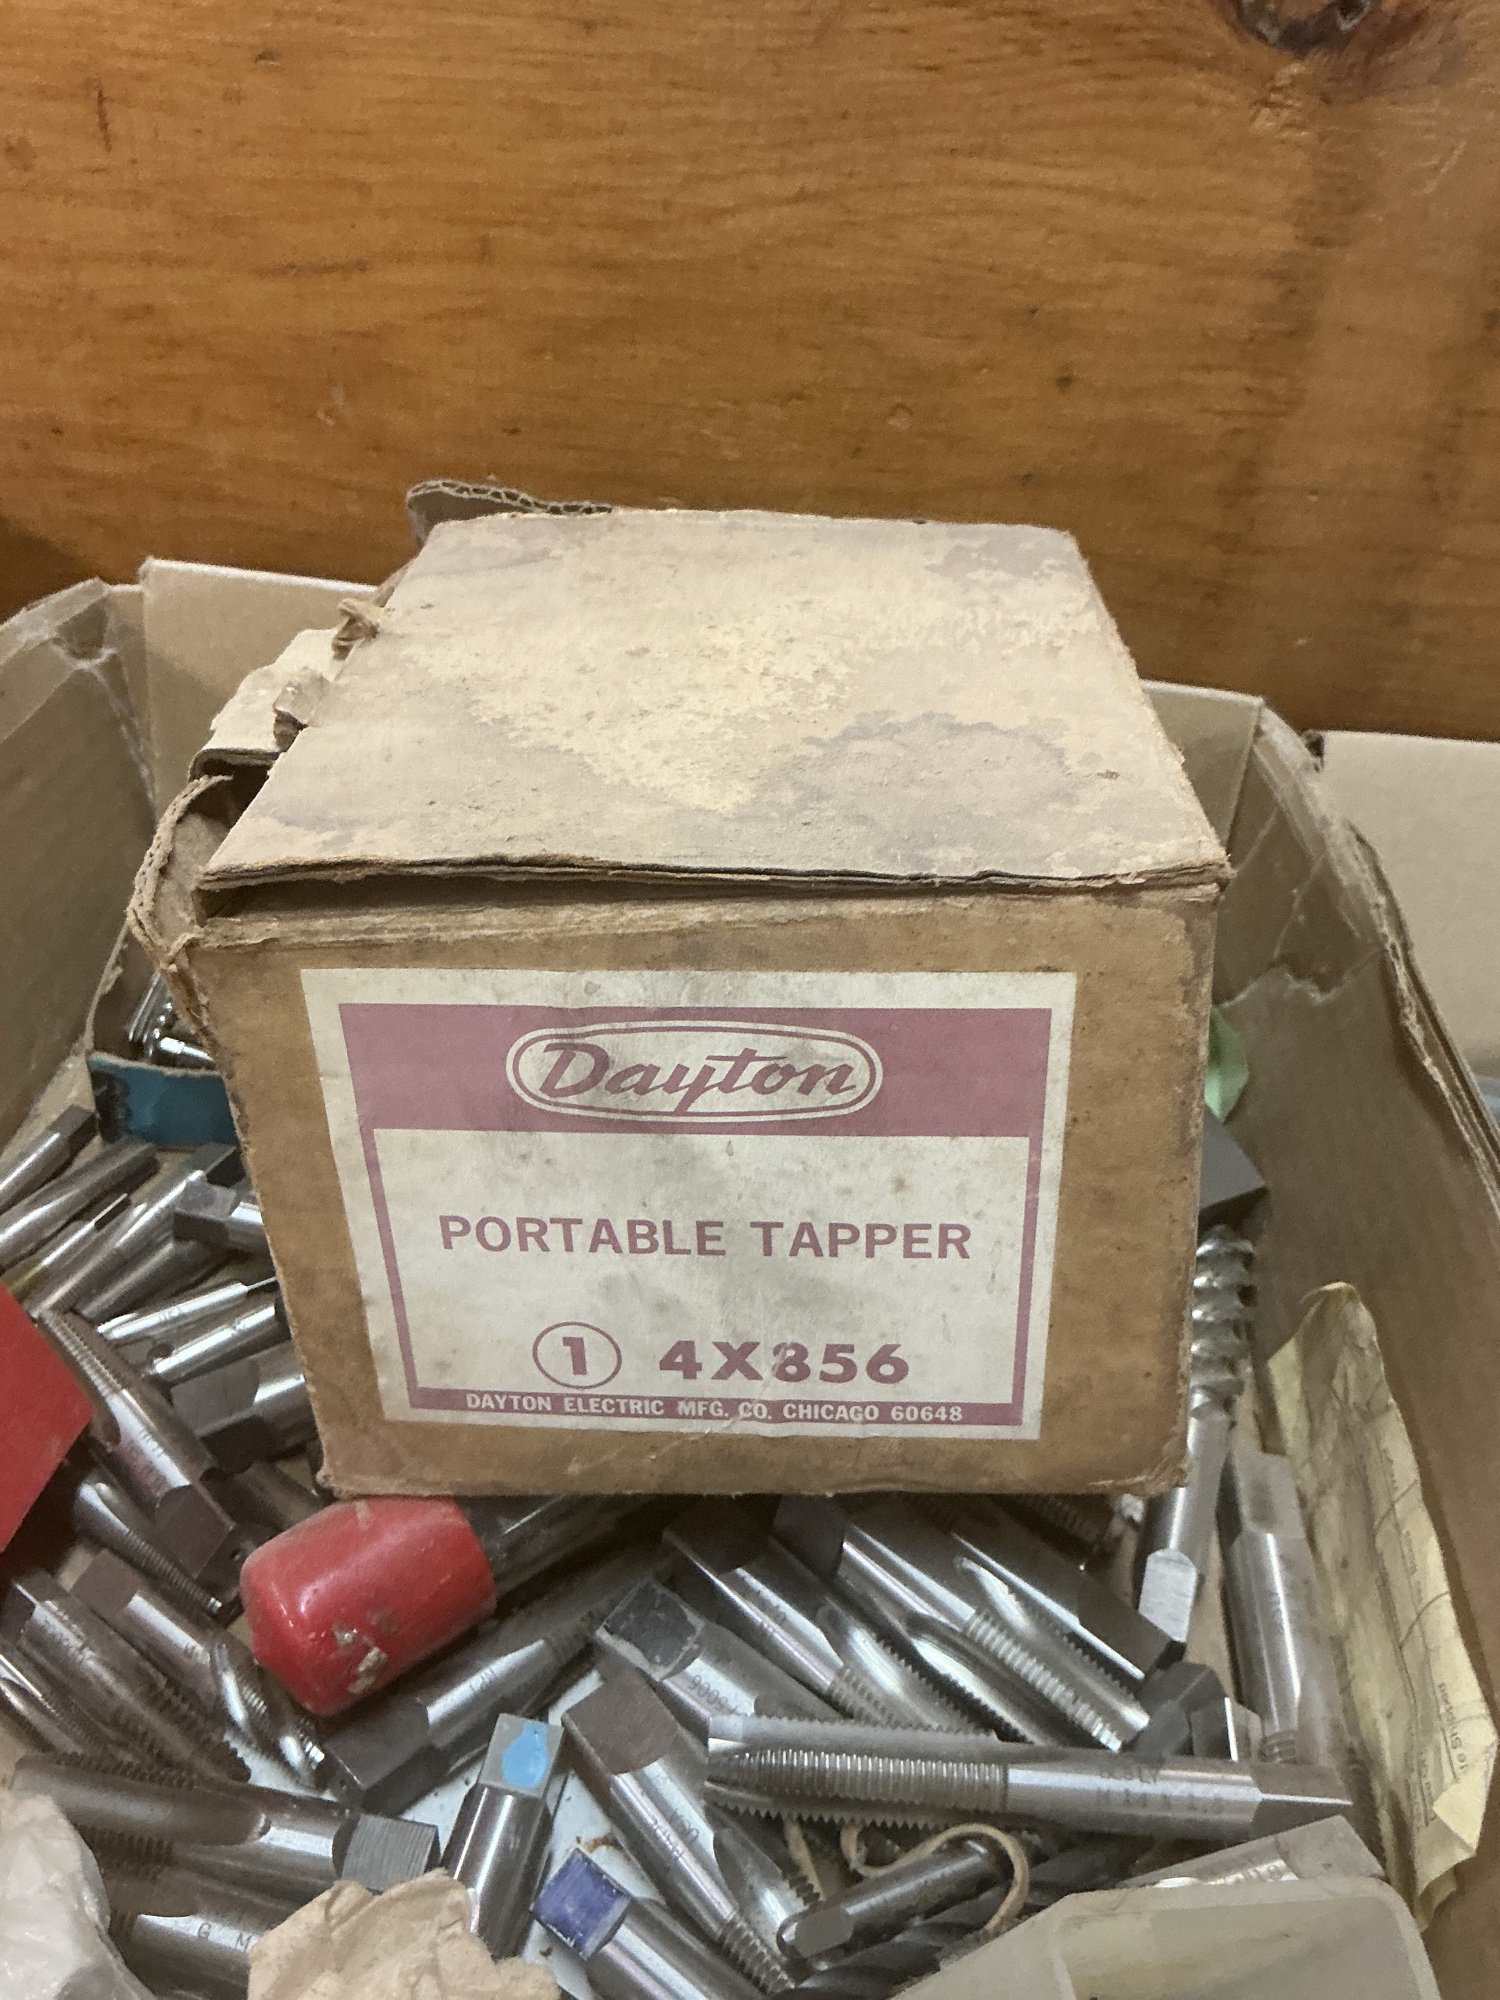 Dayton
PORTABLE TAPPER
1 4X856
DAYTON ELECTRIC MFG. CO. CHICAGO 60648
G